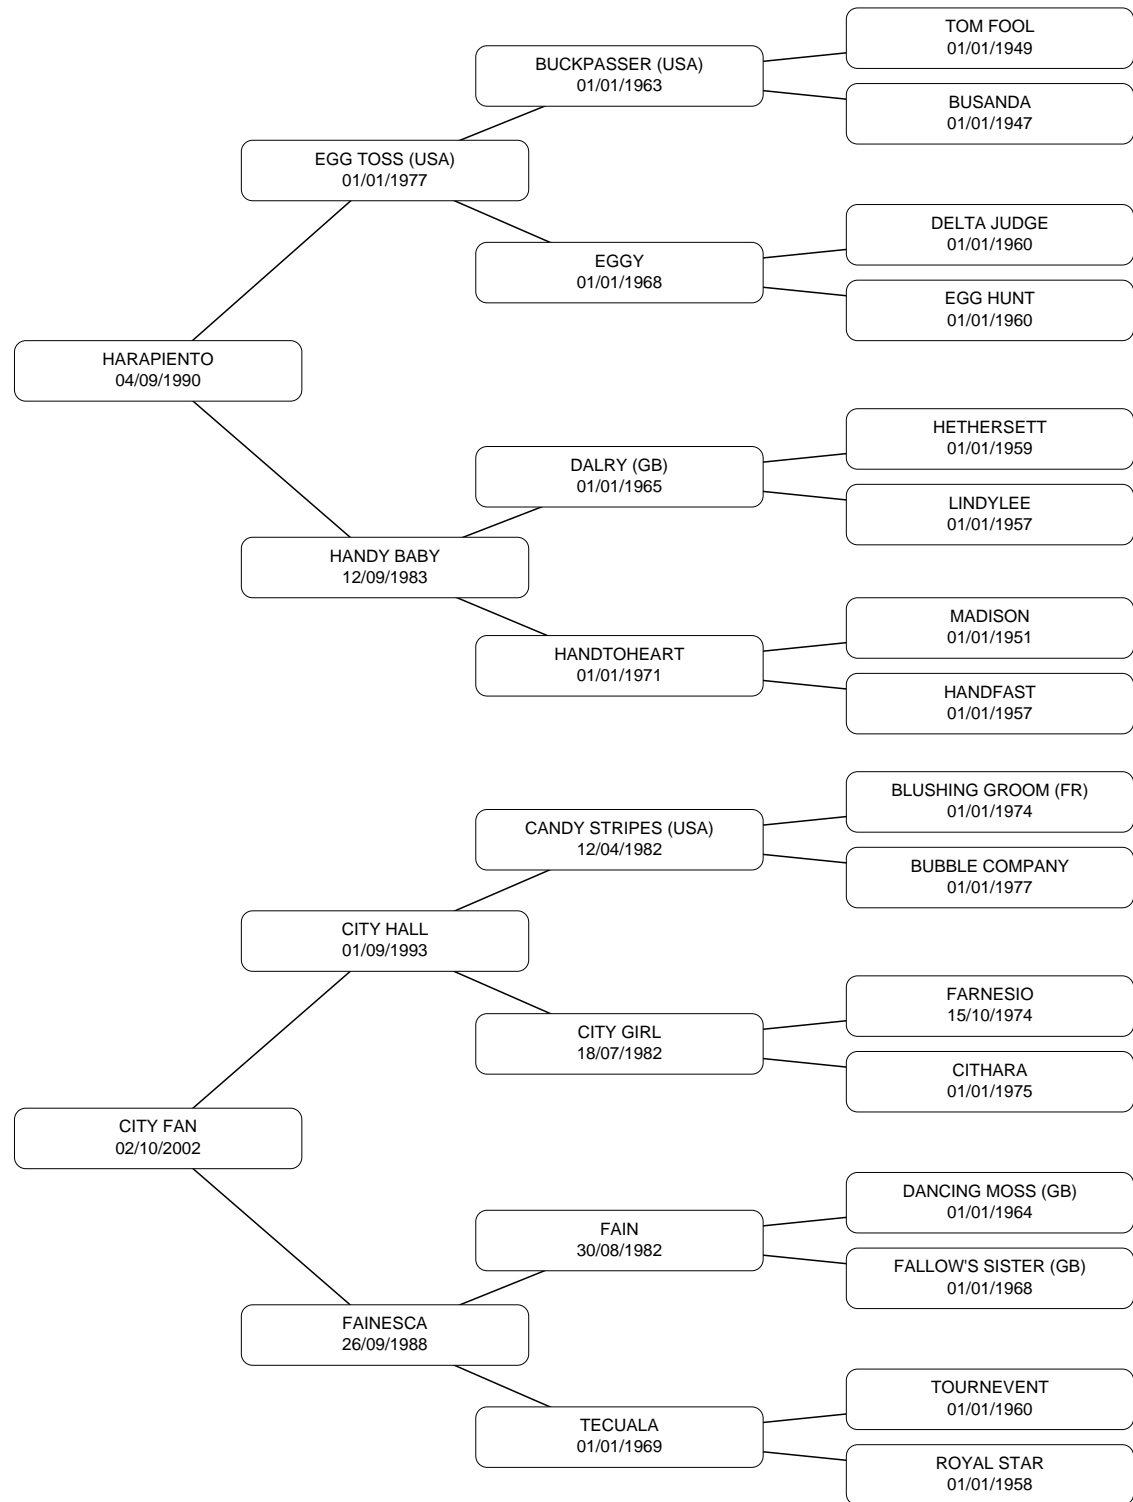 TOM FOOL
01/01/1949
BUCKPASSER (USA)
01/01/1963
BUSANDA
01/01/1947
EGG TOSS (USA)
01/01/1977
DELTA JUDGE
01/01/1960
EGGY
01/01/1968
EGG HUNT
01/01/1960
HARAPIENTO
04/09/1990
HETHERSETT
01/01/1959
DALRY (GB)
01/01/1965
LINDYLEE
01/01/1957
HANDY BABY
12/09/1983
MADISON
01/01/1951
HANDTOHEART
01/01/1971
HANDFAST
01/01/1957
BLUSHING GROOM (FR)
01/01/1974
CANDY STRIPES (USA)
12/04/1982
BUBBLE COMPANY
01/01/1977
CITY HALL
01/09/1993
FARNESIO
15/10/1974
CITY GIRL
18/07/1982
CITHARA
01/01/1975
CITY FAN
02/10/2002
DANCING MOSS (GB)
01/01/1964
FAIN
30/08/1982
FALLOW'S SISTER (GB)
01/01/1968
FAINESCA
26/09/1988
TOURNEVENT
01/01/1960
TECUALA
01/01/1969
ROYAL STAR
01/01/1958